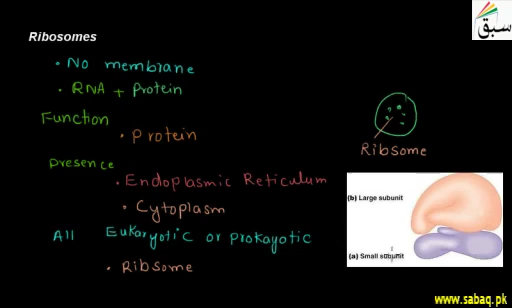 سبق
Ribosomes
• No membrane
• RNA + Protein
Function
• Protein
Ribsome
Presence
• Endoplasmic Reticulum
• Cytoplasm
(b) Large subunit
All Eukaryotic or Prokayotic
(a) Small subunit
• Ribsome
www.sabaq.pk